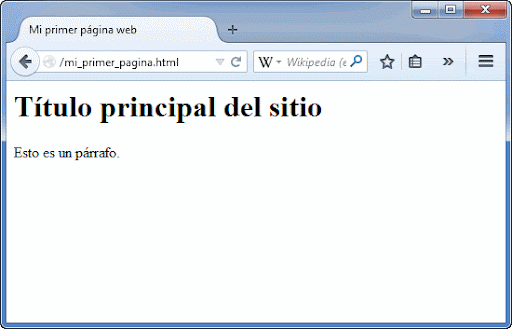 Mi primer página web
/mi_primer_pagina.html
W Wikipedia (e
Título principal del sitio
Esto es un párrafo.